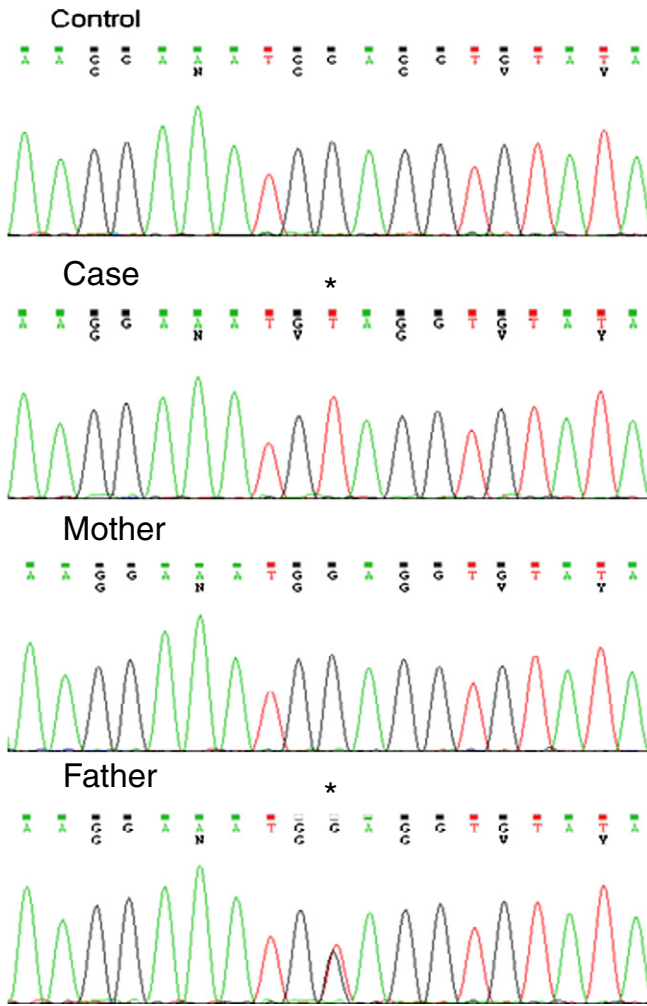 Control
A A G G A A A T G G A G G T G T A T A
G N G G V Y
Case *
A A G G A A A T G T A G G T G T A T A
G N V G V Y
Mother
A A G G A A A T G G A G G T G T A T A
G N G G V Y
Father *
A A G G A A A T G G A G G T G T A T A
G N G G V Y